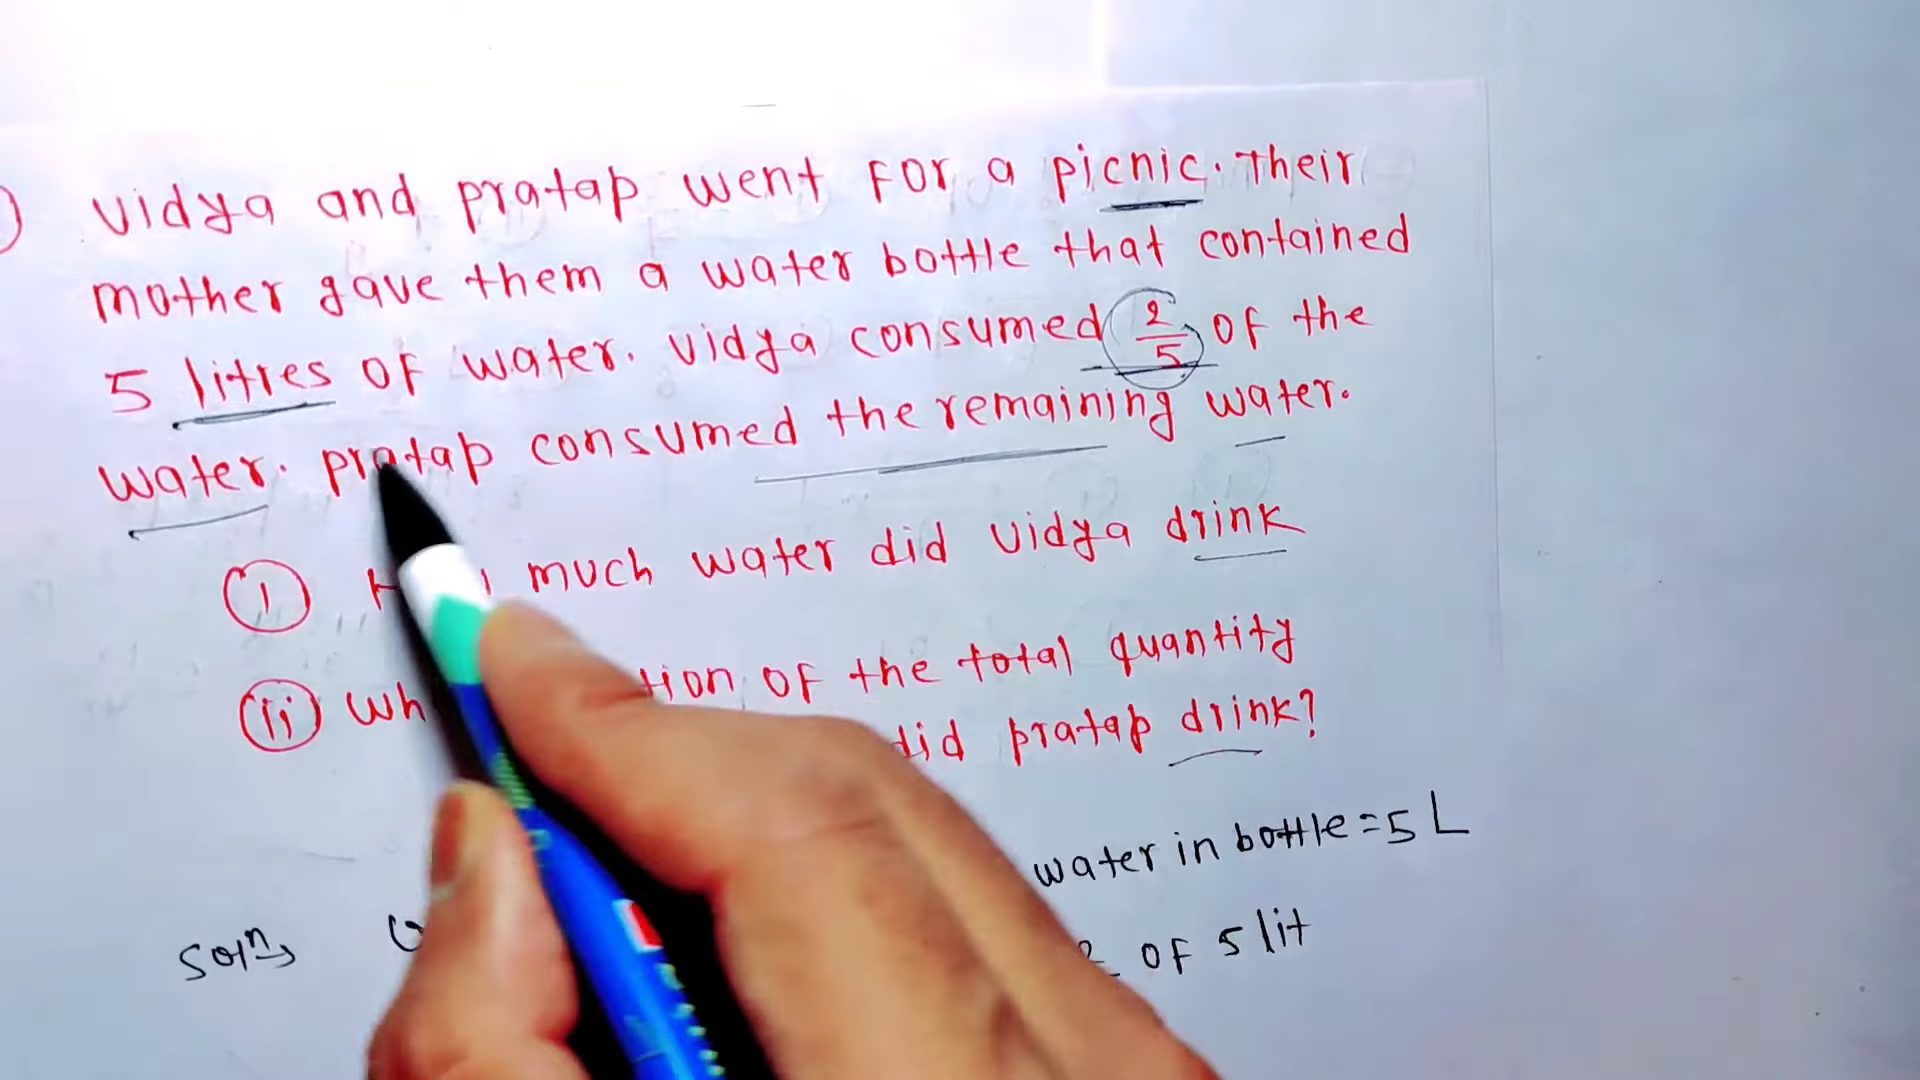 Vidya and pratap went for a picnic. Their
mother gave them a water bottle that contained
5 litres of water. Vidya consumed 2/5 of the
water. pratap consumed the remaining water.
(i) much water did Vidya drink
(ii) of the total quantity
did pratap drink?
water in bottle = 5 L
Soln of 5 lit